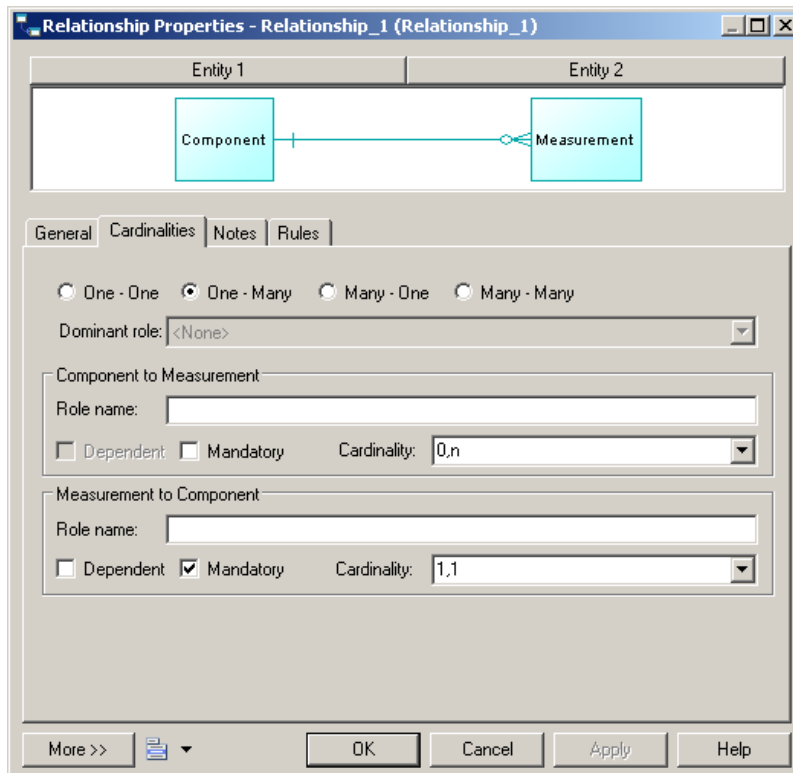 Relationship Properties - Relationship_1 (Relationship_1)
Entity 1 Entity 2
Component Measurement
General Cardinalities Notes Rules
One - One One - Many Many - One Many - Many
Dominant role: <None>
Component to Measurement
Role name:
Dependent Mandatory Cardinality: 0,n
Measurement to Component
Role name:
Dependent Mandatory Cardinality: 1,1
More >> OK Cancel Apply Help